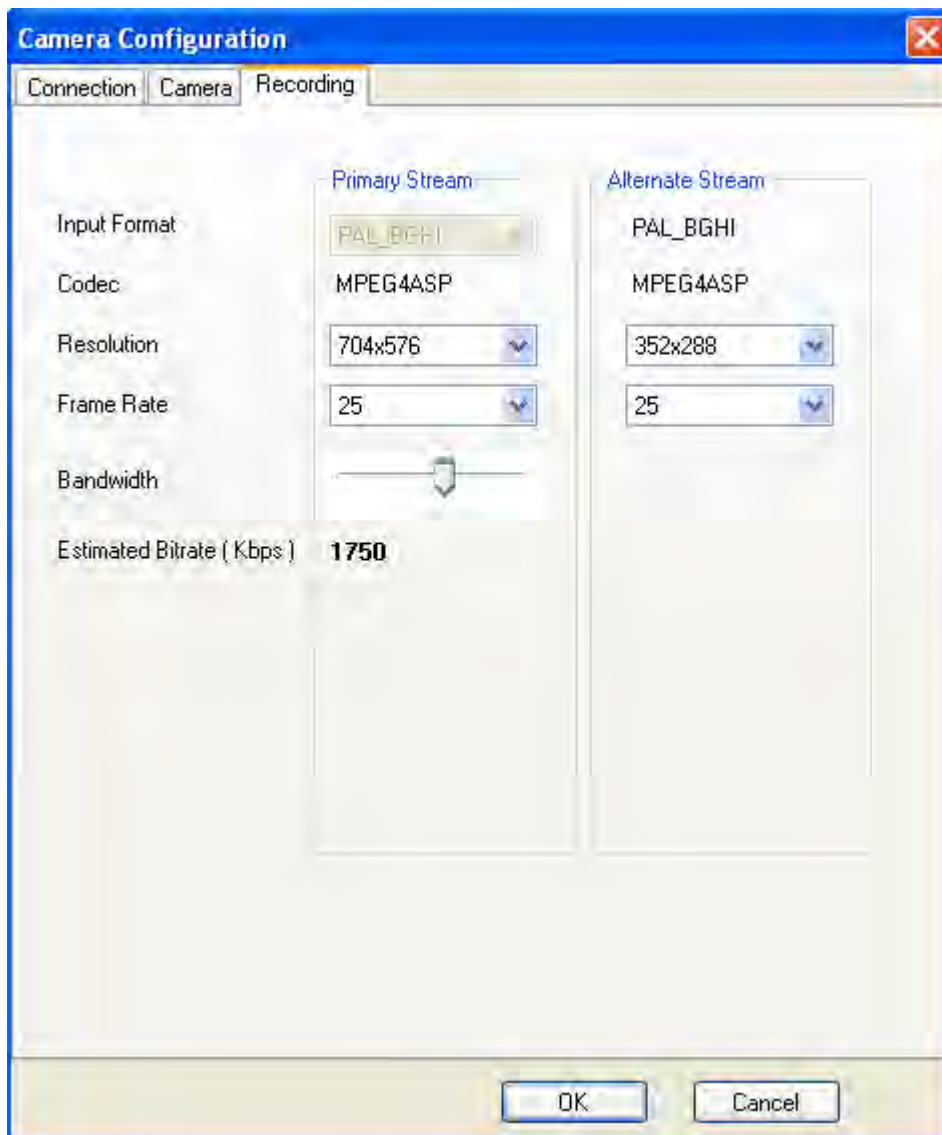 Camera Configuration
Connection Camera Recording
Primary Stream Alternate Stream
Input Format PAL_BGHI PAL_BGHI
Codec MPEG4ASP MPEG4ASP
Resolution 704x576 352x288
Frame Rate 25 25
Bandwidth
Estimated Bitrate ( Kbps ) 1750
OK Cancel